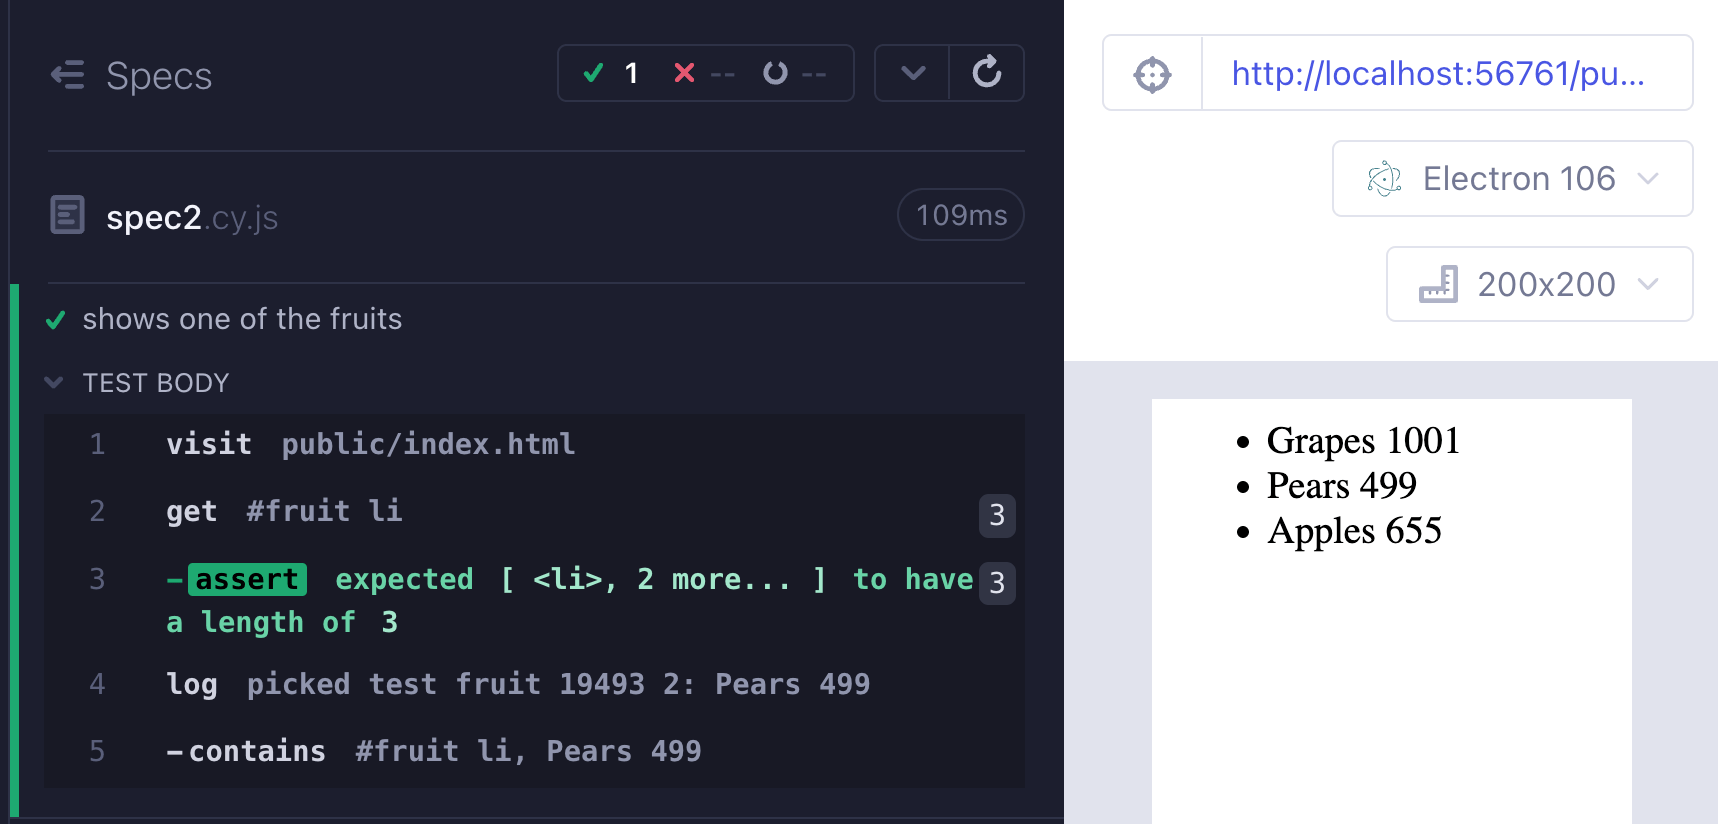 Specs
1 -- --
spec2.cy.js
109ms
shows one of the fruits
TEST BODY
1 visit public/index.html
2 get #fruit li 3
3 -assert expected [ <li>, 2 more... ] to have 3
a length of 3
4 log picked test fruit 19493 2: Pears 499
5 -contains #fruit li, Pears 499
http://localhost:56761/pu...
Electron 106
200x200
Grapes 1001
Pears 499
Apples 655